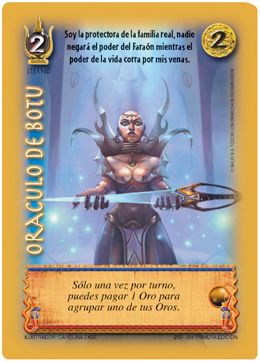 2
2
Soy la protectora de la familia real, nadie
negará el poder del Faraón mientras el
poder de la vida corra por mis venas.
ETERNO
ORACULO DE BOTU
Sólo una vez por turno,
puedes pagar 1 Oro para
agrupar uno de tus Oros.